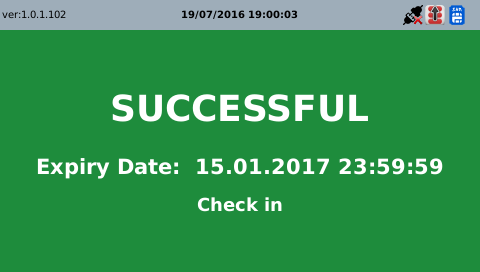 ver:1.0.1.102 19/07/2016 19:00:03
SUCCESSFUL
Expiry Date: 15.01.2017 23:59:59
Check in